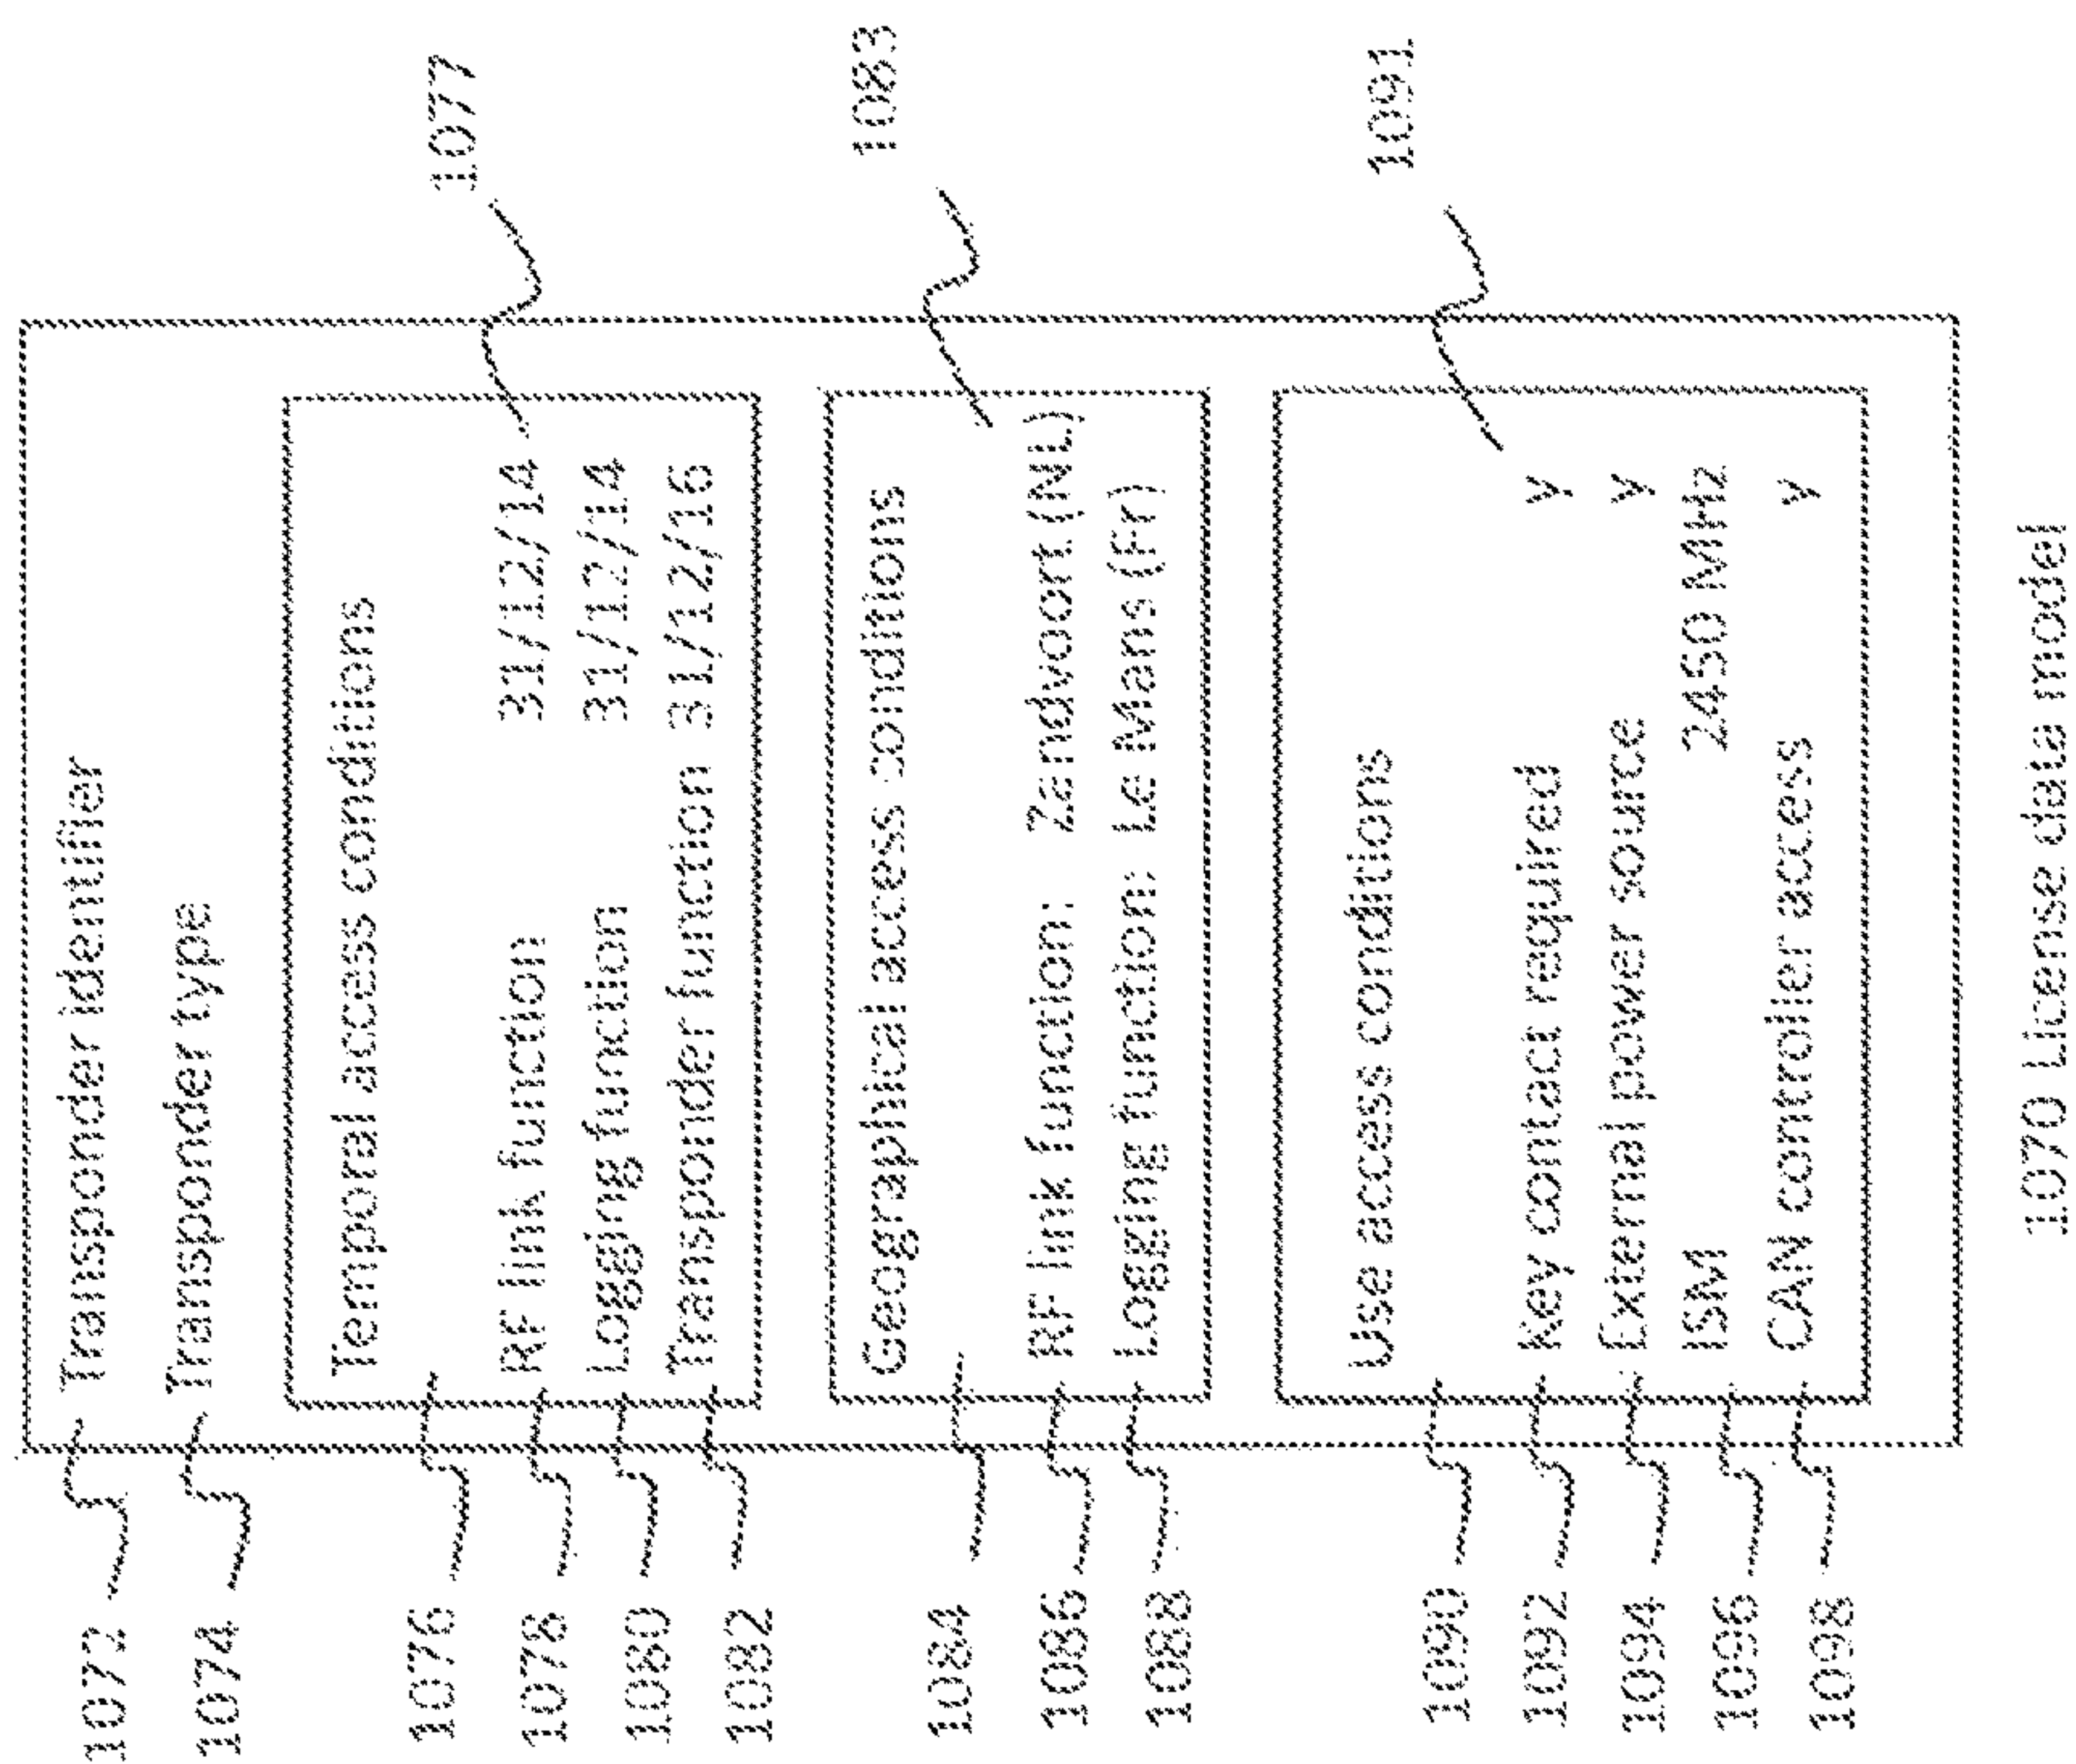 1072 Transponder identifier
1074 Transponder type
1076 Temporal access conditions
1077
1078 RF link function 31/12/14
1080 Logging function 31/12/14
1082 Transponder function 31/12/16
1083
1084 Geographical access conditions
1086 RF link function: Zandvoort (NL)
1088 Logging function: Le Mans (Fr)
1090 Use access conditions
1091
1092 Key contact required y
1094 External power source y
1096 ISM 2450 MHz
1098 CAN controller access y
1070 License data model